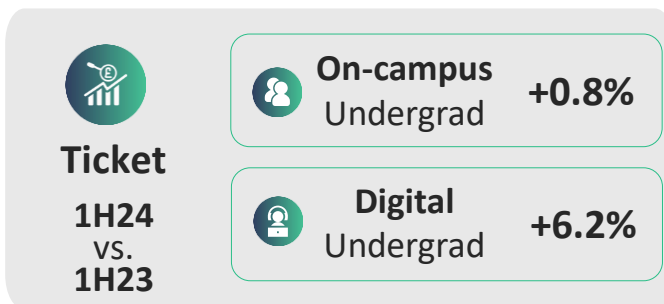 Ticket
1H24
vs.
1H23
On-campus
Undergrad
+0.8%
Digital
Undergrad
+6.2%